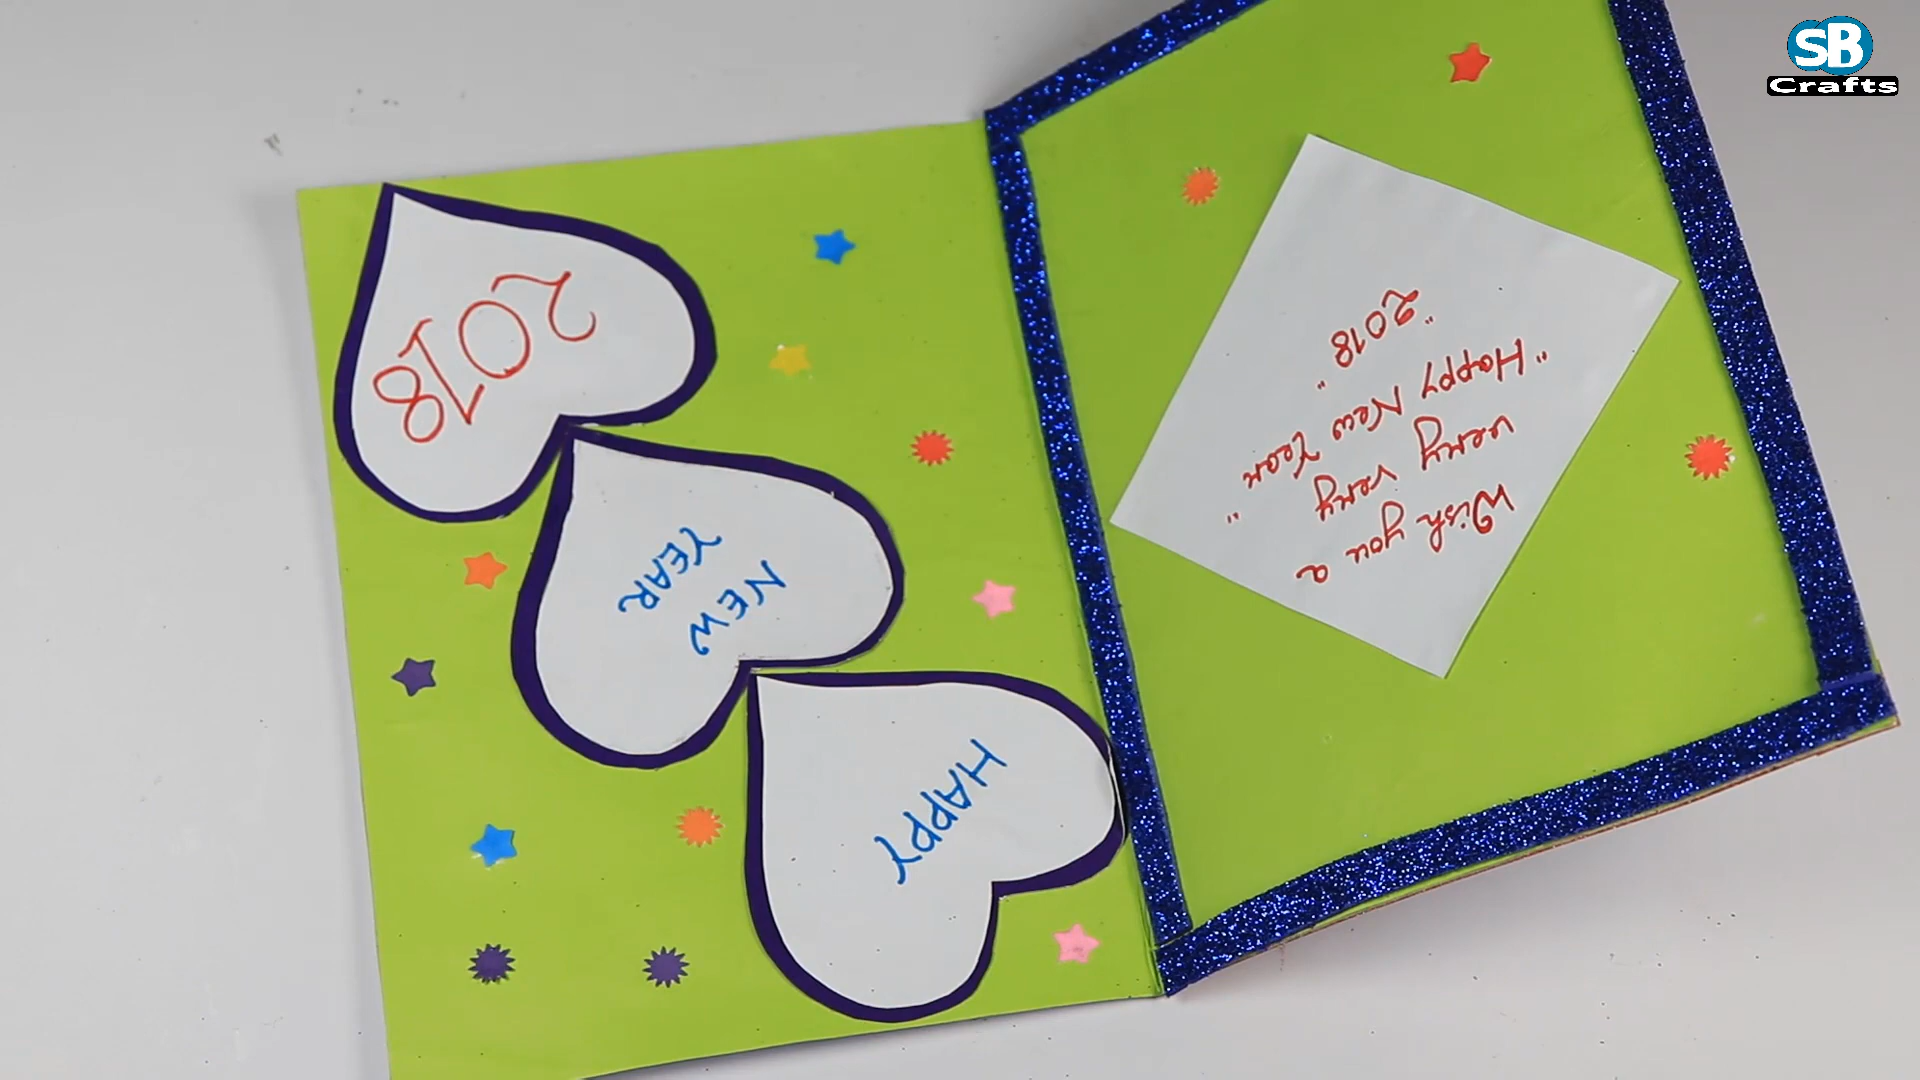 SB
Crafts
HAPPY
NEW
YEAR
2018
Wish you a
very very
"Happy New Year"
"2018"